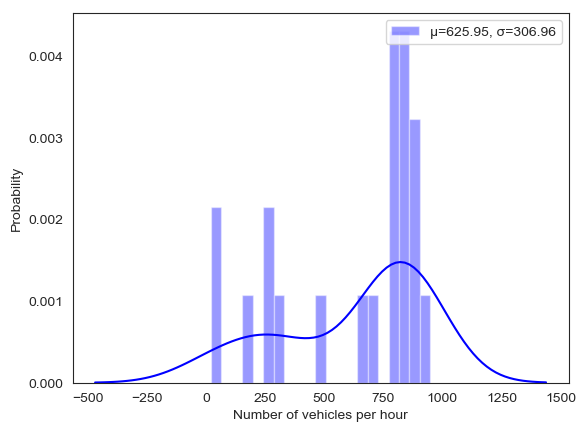 μ=625.95, σ=306.96
0.004
0.003
0.002
0.001
0.000
Probability
−500 −250 0 250 500 750 1000 1250 1500
Number of vehicles per hour